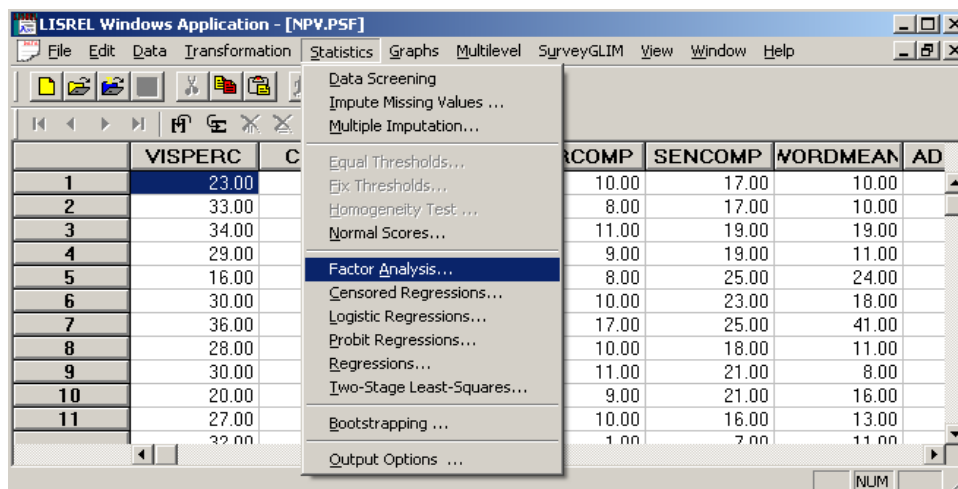 LISREL Windows Application - [NPV.PSF]
File Edit Data Transformation Statistics Graphs Multilevel SurveyGLIM View Window Help
Data Screening
Impute Missing Values ...
Multiple Imputation...
Equal Thresholds...
Fix Thresholds...
Homogeneity Test ...
Normal Scores...
Factor Analysis...
Censored Regressions...
Logistic Regressions...
Probit Regressions...
Regressions...
Two-Stage Least-Squares...
Bootstrapping ...
Output Options ...
VISPERC C RCOMP SENCOMP WORDMEAN AD
1 23.00 10.00 17.00 10.00
2 33.00 8.00 17.00 10.00
3 34.00 11.00 19.00 19.00
4 29.00 9.00 19.00 11.00
5 16.00 8.00 25.00 24.00
6 30.00 10.00 23.00 18.00
7 36.00 17.00 25.00 41.00
8 28.00 10.00 18.00 11.00
9 30.00 11.00 21.00 8.00
10 20.00 9.00 21.00 16.00
11 27.00 10.00 16.00 13.00
32.00 1.00 7.00 11.00
NUM